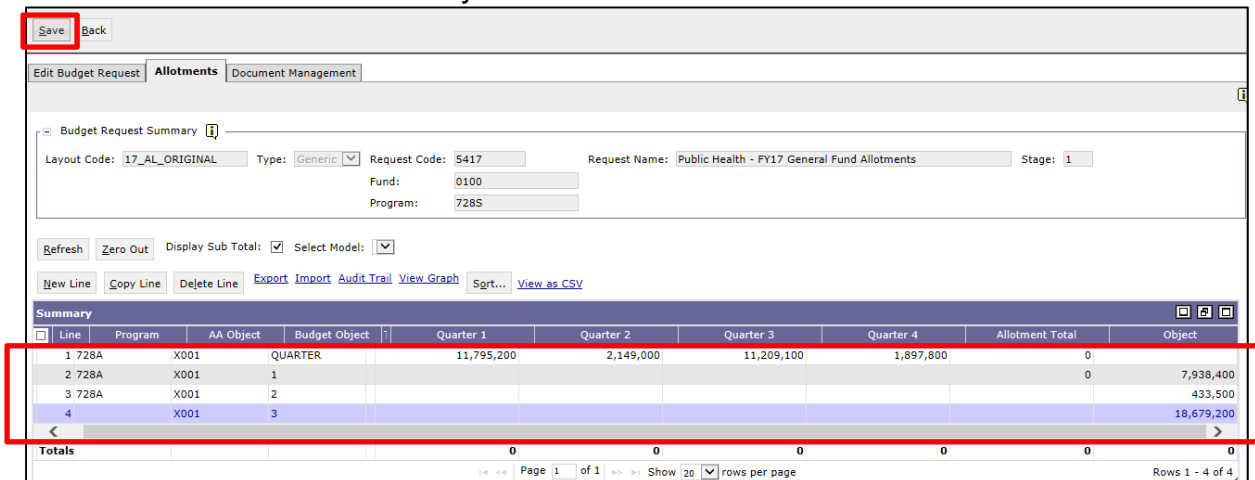 Save Back
Edit Budget Request Allotments Document Management
Budget Request Summary
Layout Code: 17_AL_ORIGINAL Type: Generic Request Code: 5417 Request Name: Public Health - FY17 General Fund Allotments Stage: 1
Fund: 0100
Program: 728S
Refresh Zero Out Display Sub Total: Select Model:
New Line Copy Line Delete Line Export Import Audit Trail View Graph Sort... View as CSV
Summary
Line Program AA Object Budget Object Quarter 1 Quarter 2 Quarter 3 Quarter 4 Allotment Total Object
1 728A X001 QUARTER 11,795,200 2,149,000 11,209,100 1,897,800 0
2 728A X001 1 0 7,938,400
3 728A X001 2 433,500
4 X001 3 18,679,200
Totals 0 0 0 0 0 0
Page 1 of 1 Show 20 rows per page Rows 1 - 4 of 4